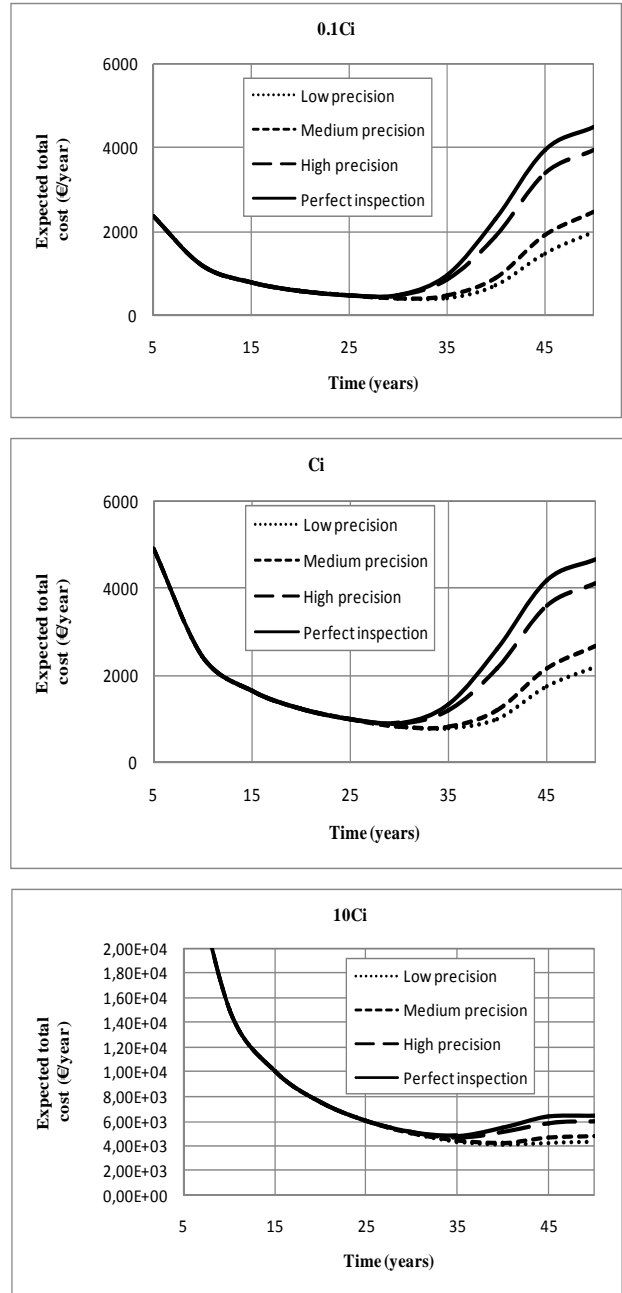 0.1Ci
6000
4000
2000
0
Expected total
cost (€/year)
Low precision
Medium precision
High precision
Perfect inspection
5 15 25 35 45
Time (years)
Ci
6000
4000
2000
0
Expected total
cost (€/year)
Low precision
Medium precision
High precision
Perfect inspection
5 15 25 35 45
Time (years)
10Ci
2,00E+04
1,80E+04
1,60E+04
1,40E+04
1,20E+04
1,00E+04
8,00E+03
6,00E+03
4,00E+03
2,00E+03
0,00E+00
Expected total
cost (€/year)
Low precision
Medium precision
High precision
Perfect inspection
5 15 25 35 45
Time (years)